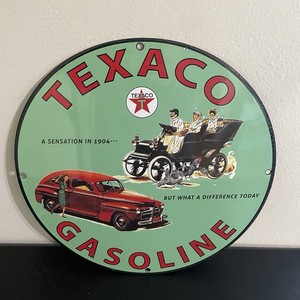 TEXACO
TEXACO
T
A SENSATION IN 1904···
BUT WHAT A DIFFERENCE TODAY
GASOLINE